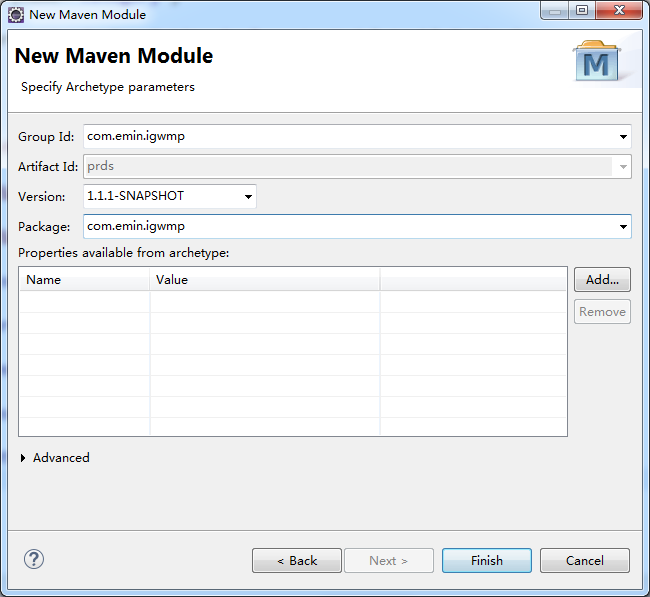 New Maven Module
New Maven Module
Specify Archetype parameters
M
Group Id: com.emin.igwmp
Artifact Id: prds
Version: 1.1.1-SNAPSHOT
Package: com.emin.igwmp
Properties available from archetype:
Name Value
Add...
Remove
Advanced
? < Back Next > Finish Cancel